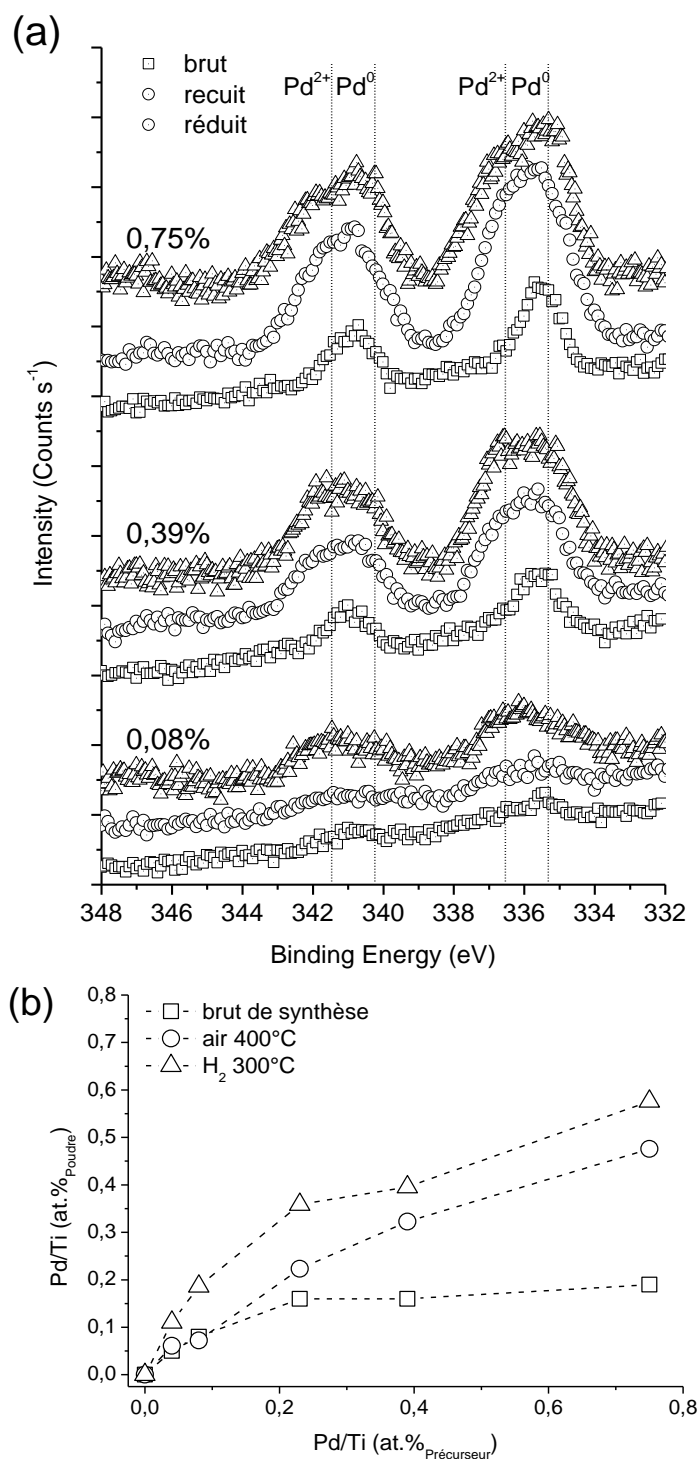 (a)
brut
recuit
réduit
Pd²⁺ Pd⁰ Pd²⁺ Pd⁰
0,75%
0,39%
0,08%
Intensity (Counts s⁻¹)
348 346 344 342 340 338 336 334 332
Binding Energy (eV)
(b)
brut de synthèse
air 400°C
H₂ 300°C
0,8
0,7
0,6
0,5
0,4
0,3
0,2
0,1
0,0
Pd/Ti (at.%Poudre)
0,0 0,2 0,4 0,6 0,8
Pd/Ti (at.%Précurseur)